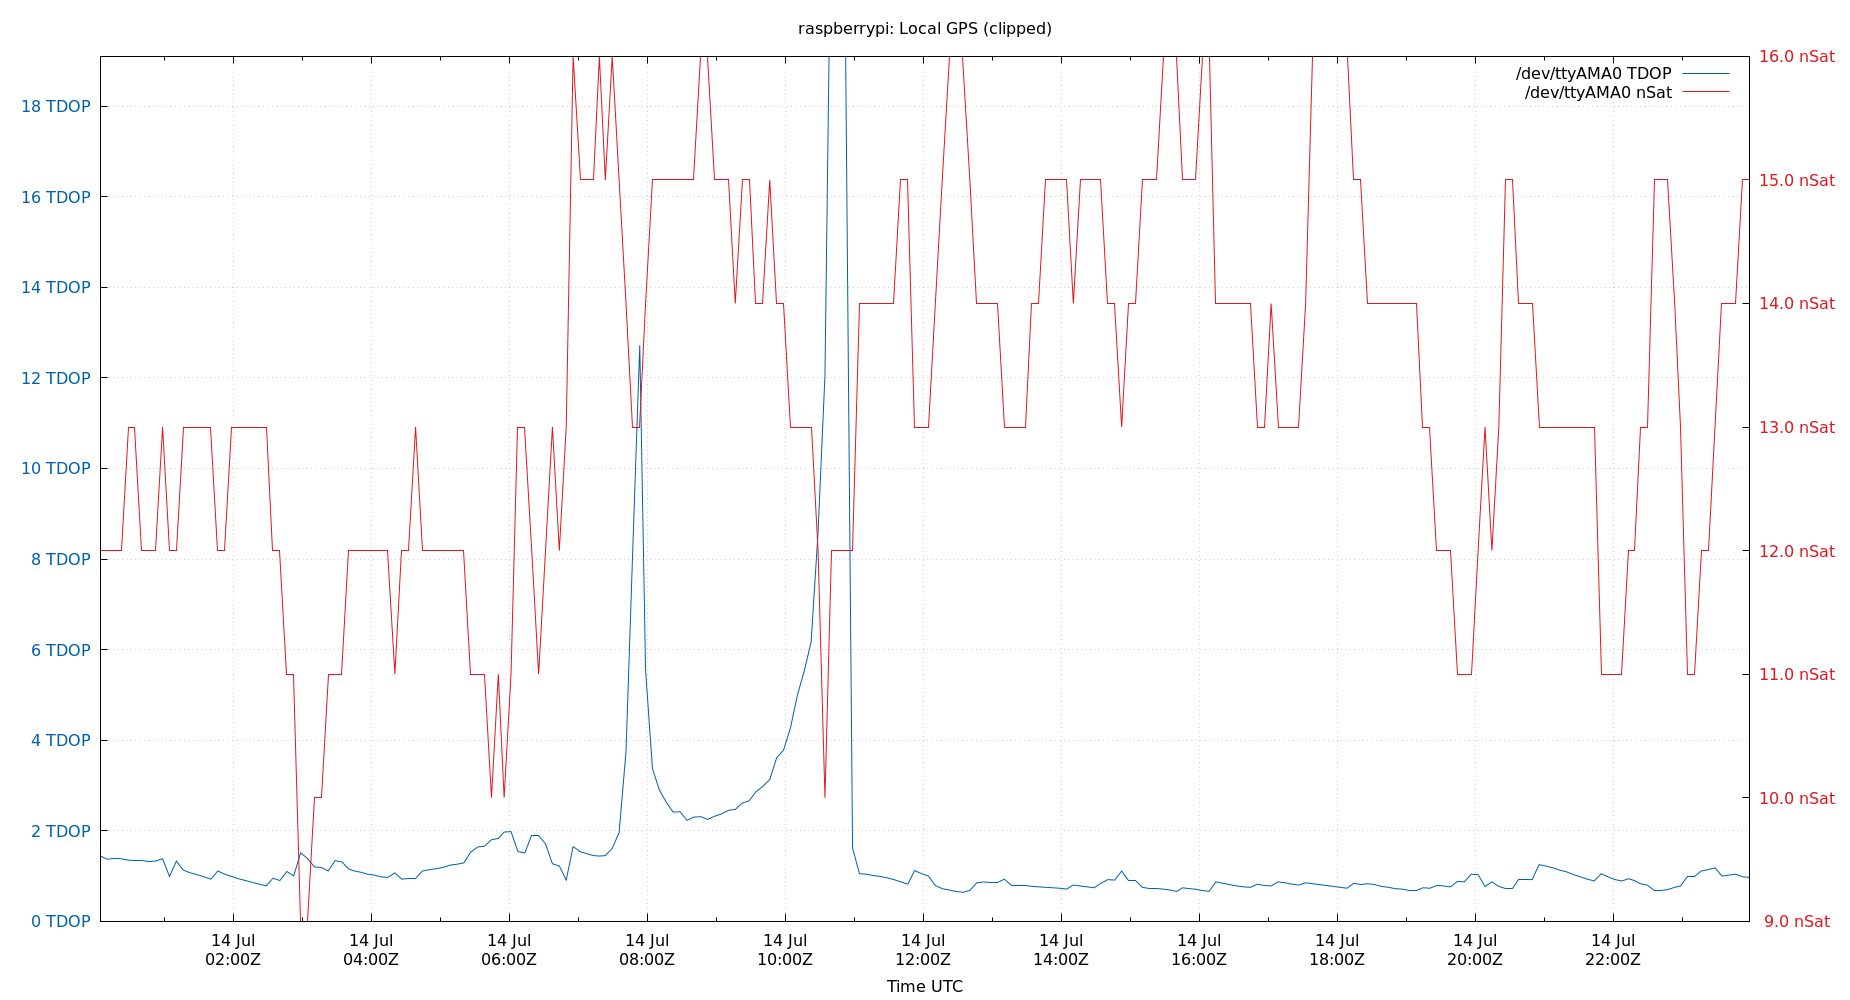 raspberrypi: Local GPS (clipped)
/dev/ttyAMA0 TDOP
/dev/ttyAMA0 nSat
18 TDOP
16 TDOP
14 TDOP
12 TDOP
10 TDOP
8 TDOP
6 TDOP
4 TDOP
2 TDOP
0 TDOP
16.0 nSat
15.0 nSat
14.0 nSat
13.0 nSat
12.0 nSat
11.0 nSat
10.0 nSat
9.0 nSat
14 Jul
02:00Z
14 Jul
04:00Z
14 Jul
06:00Z
14 Jul
08:00Z
14 Jul
10:00Z
14 Jul
12:00Z
14 Jul
14:00Z
14 Jul
16:00Z
14 Jul
18:00Z
14 Jul
20:00Z
14 Jul
22:00Z
Time UTC